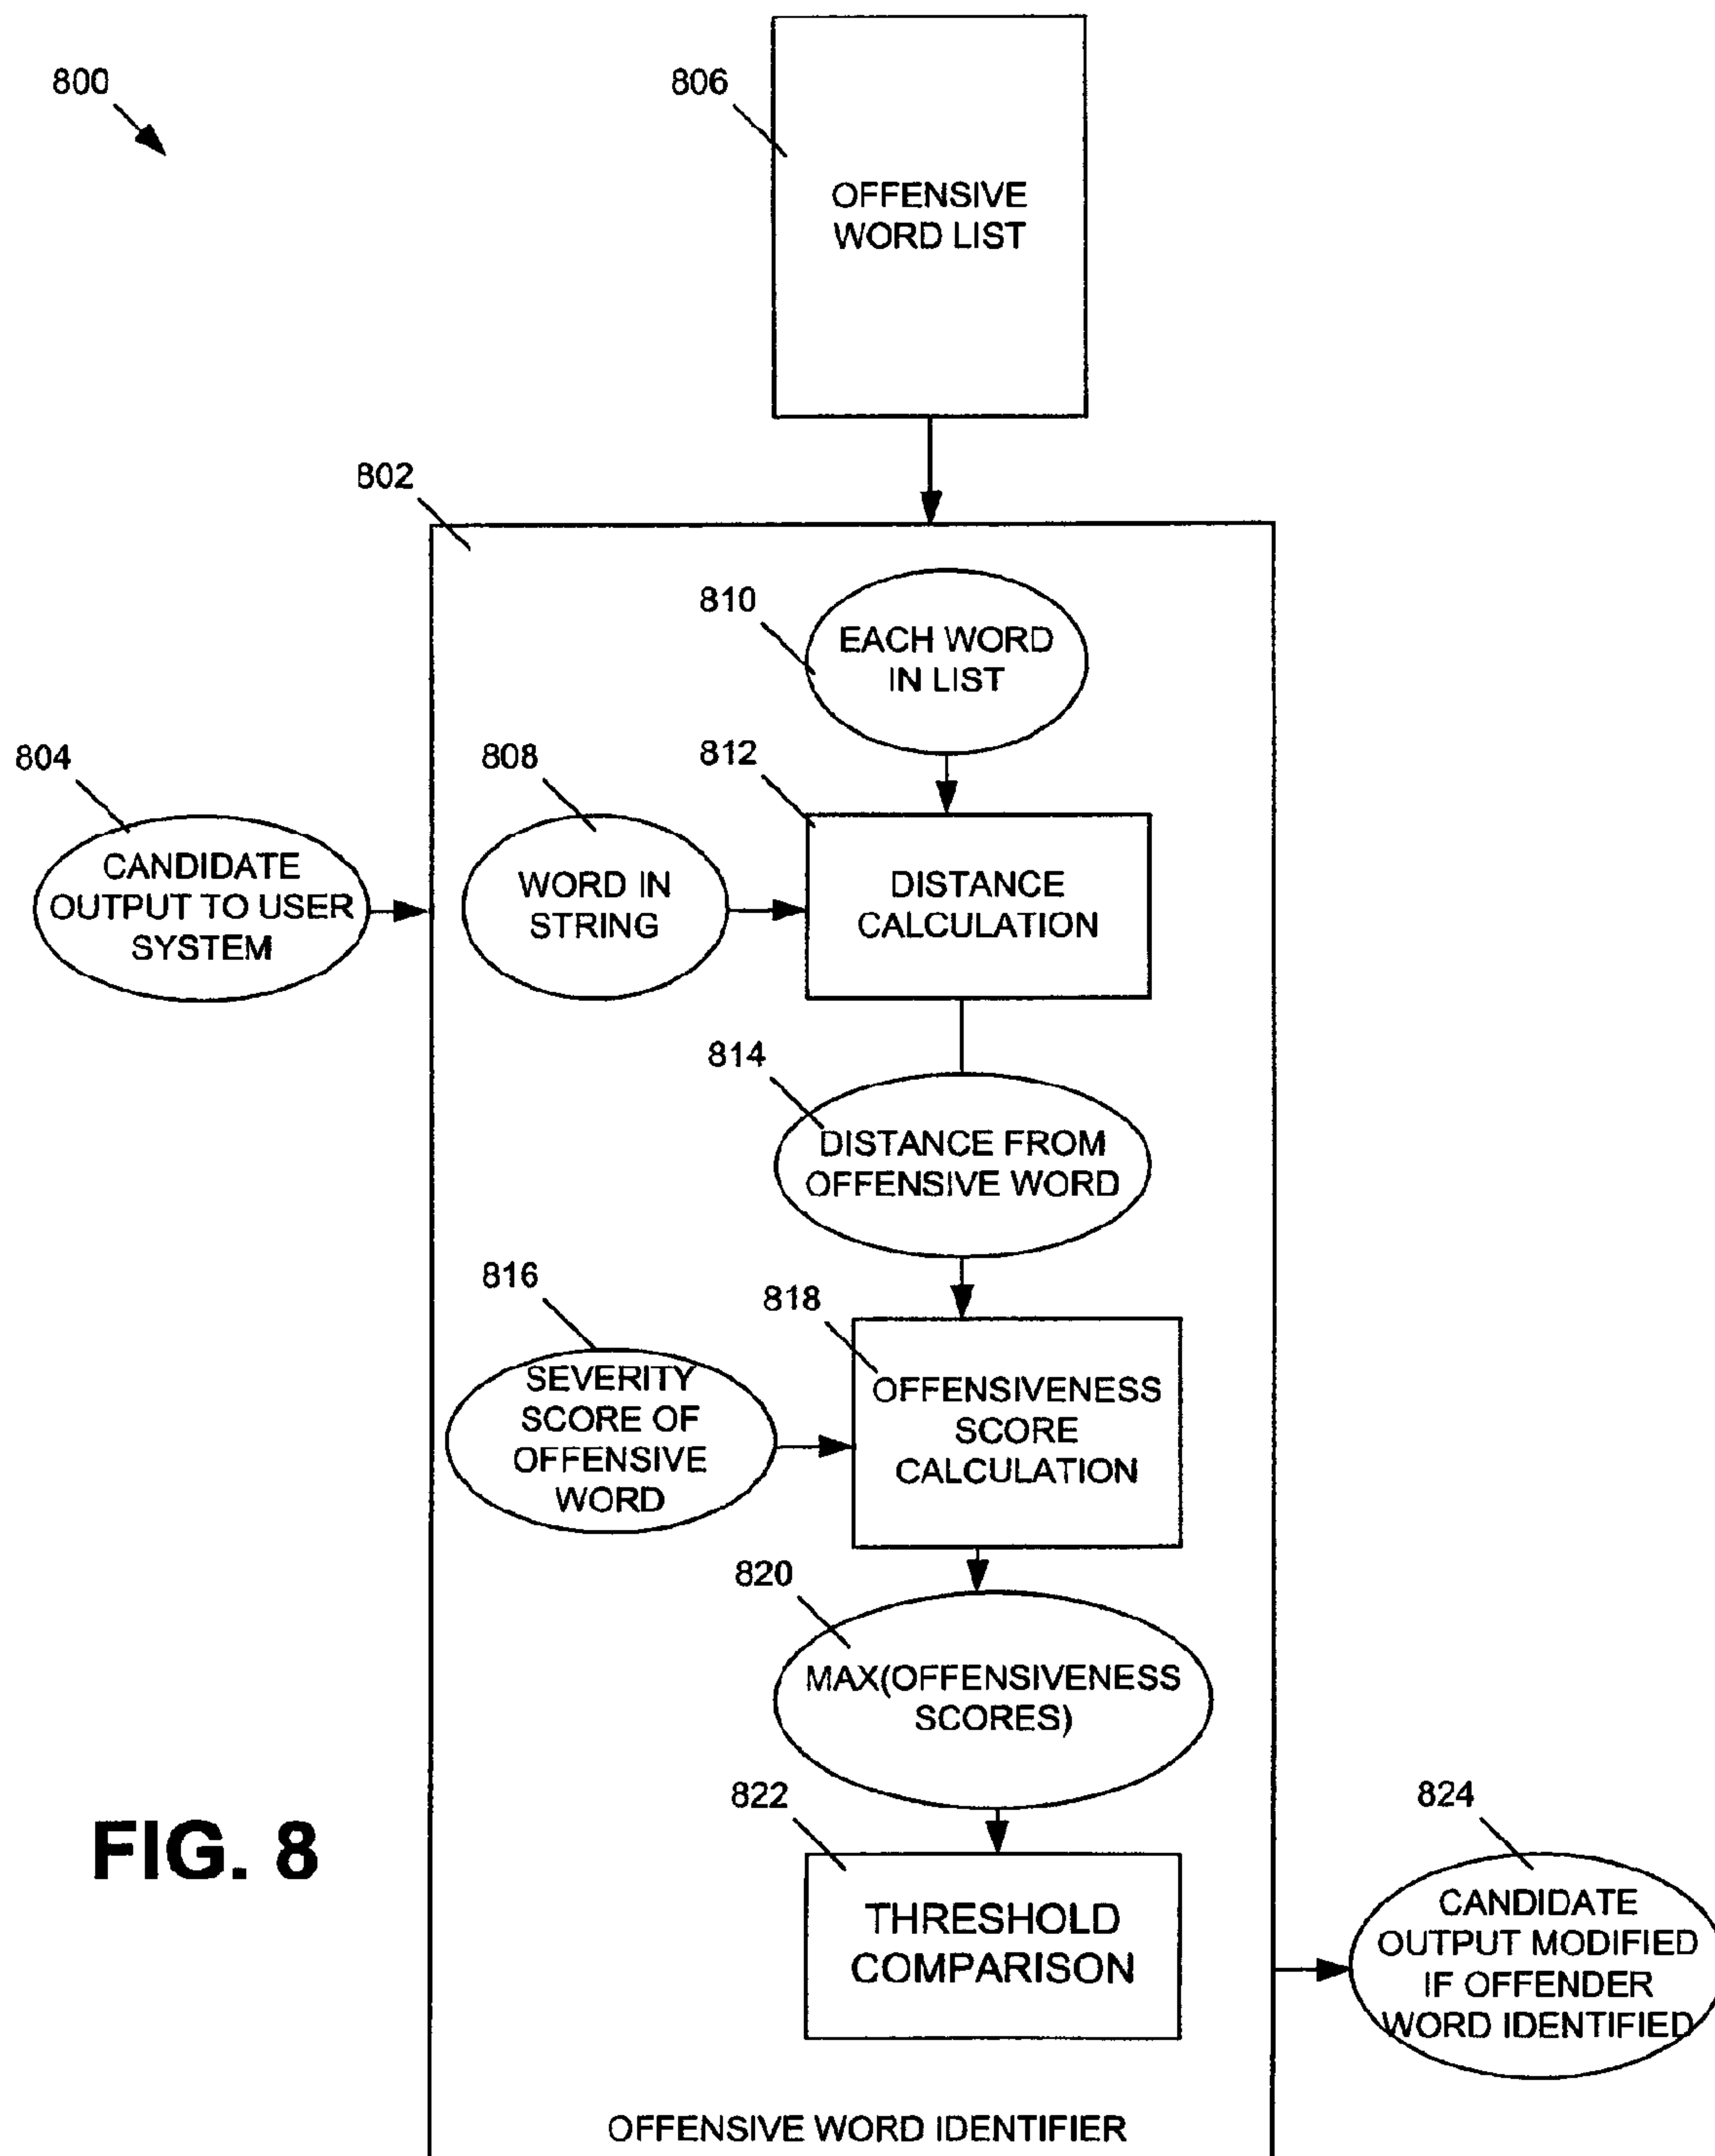 800
806
OFFENSIVE
WORD LIST
802
810
EACH WORD
IN LIST
804
808
812
CANDIDATE
OUTPUT TO USER
SYSTEM
WORD IN
STRING
DISTANCE
CALCULATION
814
DISTANCE FROM
OFFENSIVE WORD
816
818
SEVERITY
SCORE OF
OFFENSIVE
WORD
OFFENSIVENESS
SCORE
CALCULATION
820
MAX(OFFENSIVENESS
SCORES)
822
824
FIG. 8
THRESHOLD
COMPARISON
CANDIDATE
OUTPUT MODIFIED
IF OFFENDER
WORD IDENTIFIED
OFFENSIVE WORD IDENTIFIER